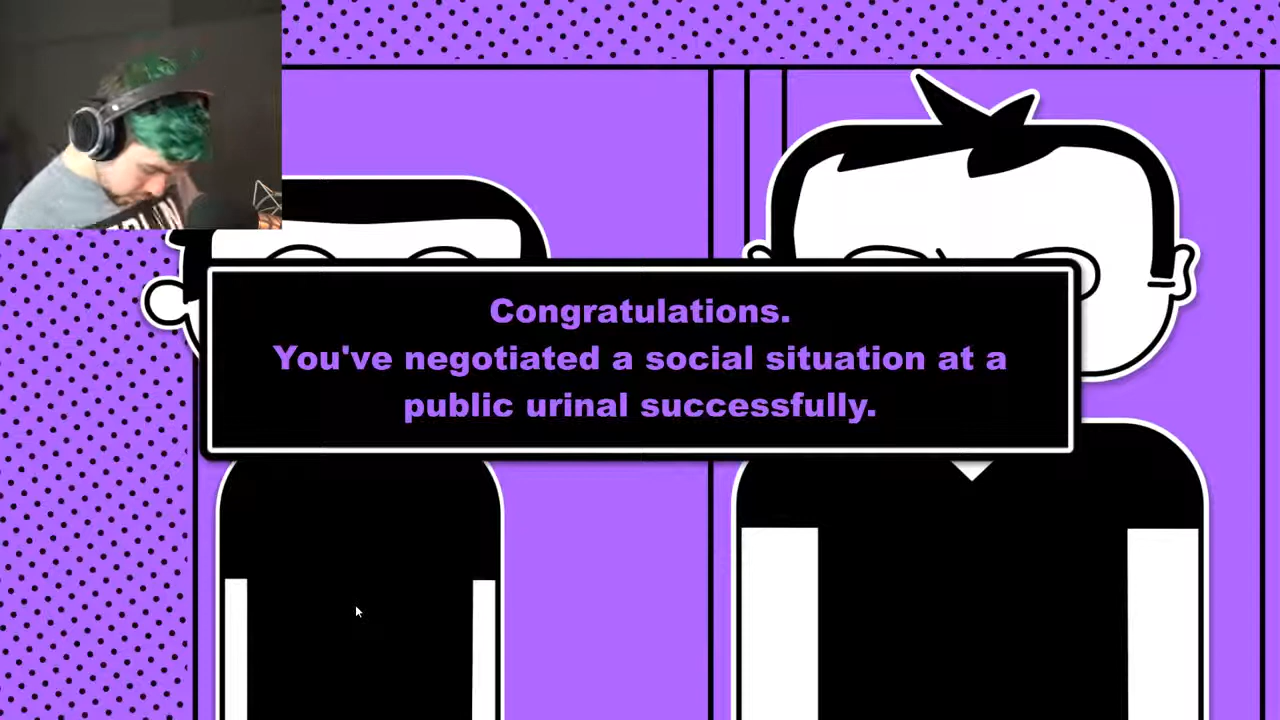 Congratulations.
You've negotiated a social situation at a
public urinal successfully.